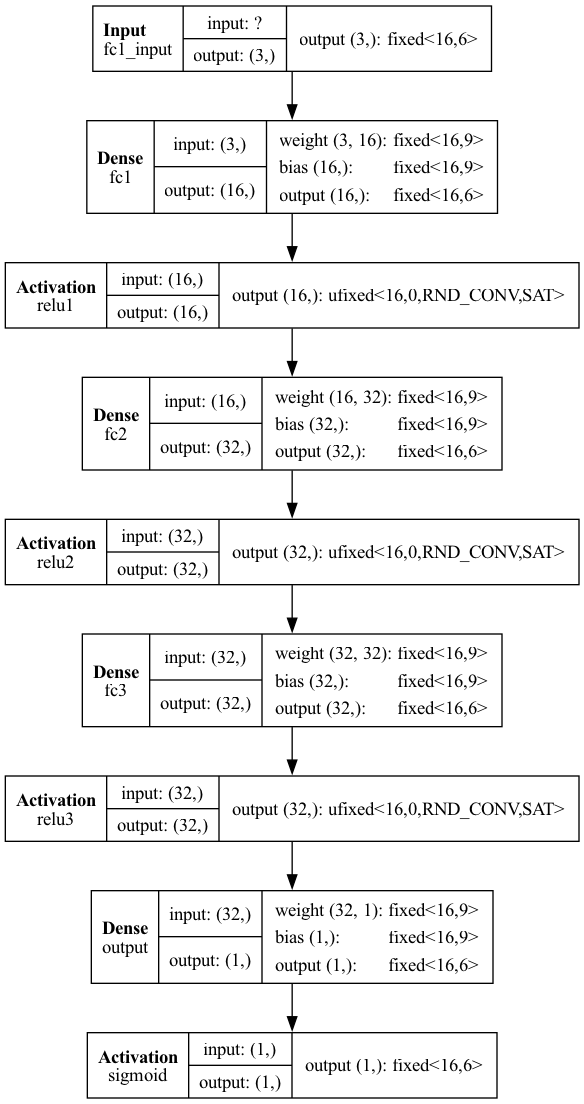 Input
fc1_input
input: ?
output: (3,)
output (3,): fixed<16,6>
Dense
fc1
input: (3,)
output: (16,)
weight (3, 16): fixed<16,9>
bias (16,): fixed<16,9>
output (16,): fixed<16,6>
Activation
relu1
input: (16,)
output: (16,)
output (16,): ufixed<16,0,RND_CONV,SAT>
Dense
fc2
input: (16,)
output: (32,)
weight (16, 32): fixed<16,9>
bias (32,): fixed<16,9>
output (32,): fixed<16,6>
Activation
relu2
input: (32,)
output: (32,)
output (32,): ufixed<16,0,RND_CONV,SAT>
Dense
fc3
input: (32,)
output: (32,)
weight (32, 32): fixed<16,9>
bias (32,): fixed<16,9>
output (32,): fixed<16,6>
Activation
relu3
input: (32,)
output: (32,)
output (32,): ufixed<16,0,RND_CONV,SAT>
Dense
output
input: (32,)
output: (1,)
weight (32, 1): fixed<16,9>
bias (1,): fixed<16,9>
output (1,): fixed<16,6>
Activation
sigmoid
input: (1,)
output: (1,)
output (1,): fixed<16,6>